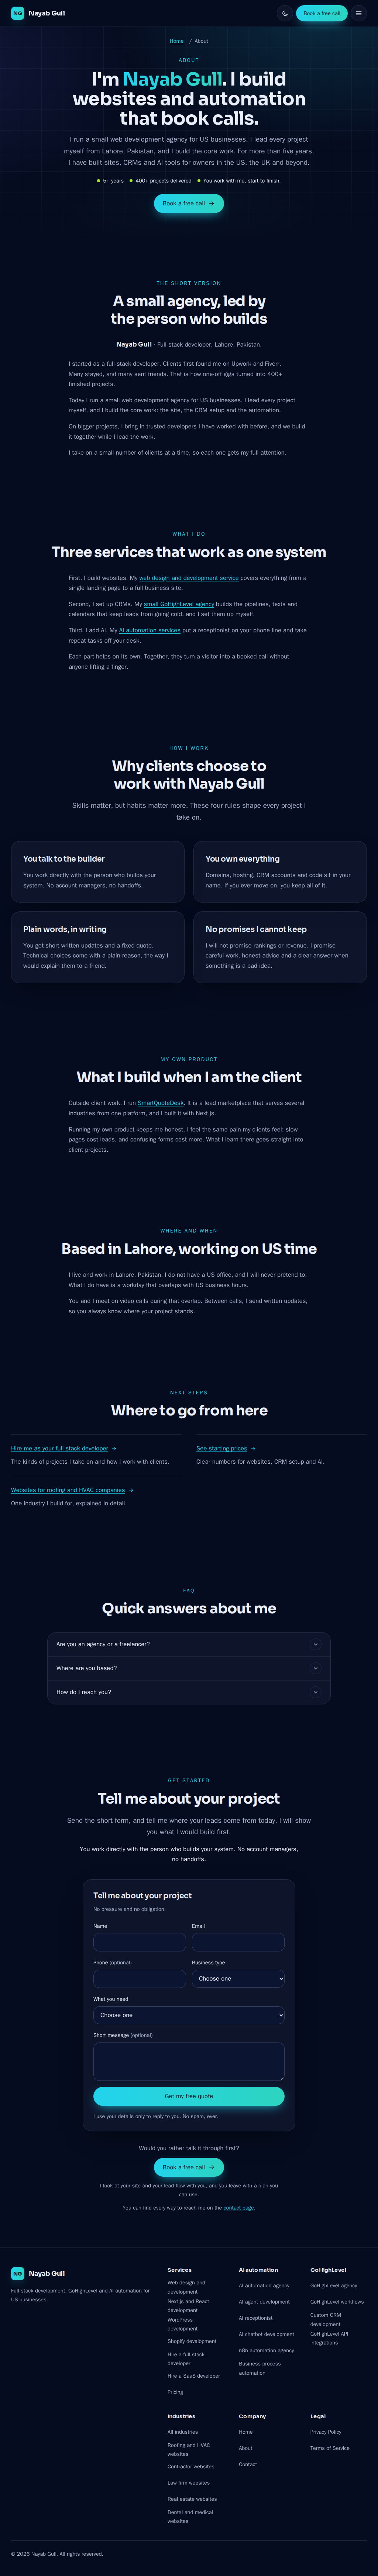 NG Nayab Gull
Book a free call
Home / About
ABOUT
I'm Nayab Gull. I build
websites and automation
that book calls.
I run a small web development agency for US businesses. I lead every project
myself from Lahore, Pakistan, and I build the core work. For more than five years,
I have built sites, CRMs and AI tools for owners in the US, the UK and beyond.
5+ years 400+ projects delivered You work with me, start to finish.
Book a free call →
THE SHORT VERSION
A small agency, led by
the person who builds
Nayab Gull · Full-stack developer, Lahore, Pakistan.
I started as a full-stack developer. Clients first found me on Upwork and Fiverr.
Many stayed, and many sent friends. That is how one-off gigs turned into 400+
finished projects.
Today I run a small web development agency for US businesses. I lead every project
myself, and I build the core work: the site, the CRM setup and the automation.
On bigger projects, I bring in trusted developers I have worked with before, and we build
it together while I lead the work.
I take on a small number of clients at a time, so each one gets my full attention.
WHAT I DO
Three services that work as one system
First, I build websites. My web design and development service covers everything from a
single landing page to a full business site.
Second, I set up CRMs. My small GoHighLevel agency builds the pipelines, texts and
calendars that keep leads from going cold, and I set them up myself.
Third, I add AI. My AI automation services put a receptionist on your phone line and take
repeat tasks off your desk.
Each part helps on its own. Together, they turn a visitor into a booked call without
anyone lifting a finger.
HOW I WORK
Why clients choose to
work with Nayab Gull
Skills matter, but habits matter more. These four rules shape every project I
take on.
You talk to the builder
You work directly with the person who builds your
system. No account managers, no handoffs.
You own everything
Domains, hosting, CRM accounts and code sit in your
name. If you ever move on, you keep all of it.
Plain words, in writing
You get short written updates and a fixed quote.
Technical choices come with a plain reason, the way I
would explain them to a friend.
No promises I cannot keep
I will not promise rankings or revenue. I promise
careful work, honest advice and a clear answer when
something is a bad idea.
MY OWN PRODUCT
What I build when I am the client
Outside client work, I run SmartQuoteDesk. It is a lead marketplace that serves several
industries from one platform, and I built it with Next.js.
Running my own product keeps me honest. I feel the same pain my clients feel: slow
pages cost leads, and confusing forms cost more. What I learn there goes straight into
client projects.
WHERE AND WHEN
Based in Lahore, working on US time
I live and work in Lahore, Pakistan. I do not have a US office, and I will never pretend to.
What I do have is a workday that overlaps with US business hours.
You and I meet on video calls during that overlap. Between calls, I send written updates,
so you always know where your project stands.
NEXT STEPS
Where to go from here
Hire me as your full stack developer →
The kinds of projects I take on and how I work with clients.
See starting prices →
Clear numbers for websites, CRM setup and AI.
Websites for roofing and HVAC companies →
One industry I build for, explained in detail.
FAQ
Quick answers about me
Are you an agency or a freelancer?
Where are you based?
How do I reach you?
GET STARTED
Tell me about your project
Send the short form, and tell me where your leads come from today. I will show
you what I would build first.
You work directly with the person who builds your system. No account managers,
no handoffs.
Tell me about your project
No pressure and no obligation.
Name Email
Phone (optional) Business type
Choose one
What you need
Choose one
Short message (optional)
Get my free quote
I use your details only to reply to you. No spam, ever.
Would you rather talk it through first?
Book a free call →
I look at your site and your lead flow with you, and you leave with a plan you
can use.
You can find every way to reach me on the contact page.
NG Nayab Gull
Full-stack development, GoHighLevel and AI automation for
US businesses.
Services
Web design and
development
Next.js and React
development
WordPress
development
Shopify development
Hire a full stack
developer
Hire a SaaS developer
Pricing
AI automation
AI automation agency
AI agent development
AI receptionist
AI chatbot development
n8n automation agency
Business process
automation
GoHighLevel
GoHighLevel agency
GoHighLevel workflows
Custom CRM
development
GoHighLevel API
integrations
Industries
All industries
Roofing and HVAC
websites
Contractor websites
Law firm websites
Real estate websites
Dental and medical
websites
Company
Home
About
Contact
Legal
Privacy Policy
Terms of Service
© 2026 Nayab Gull. All rights reserved.